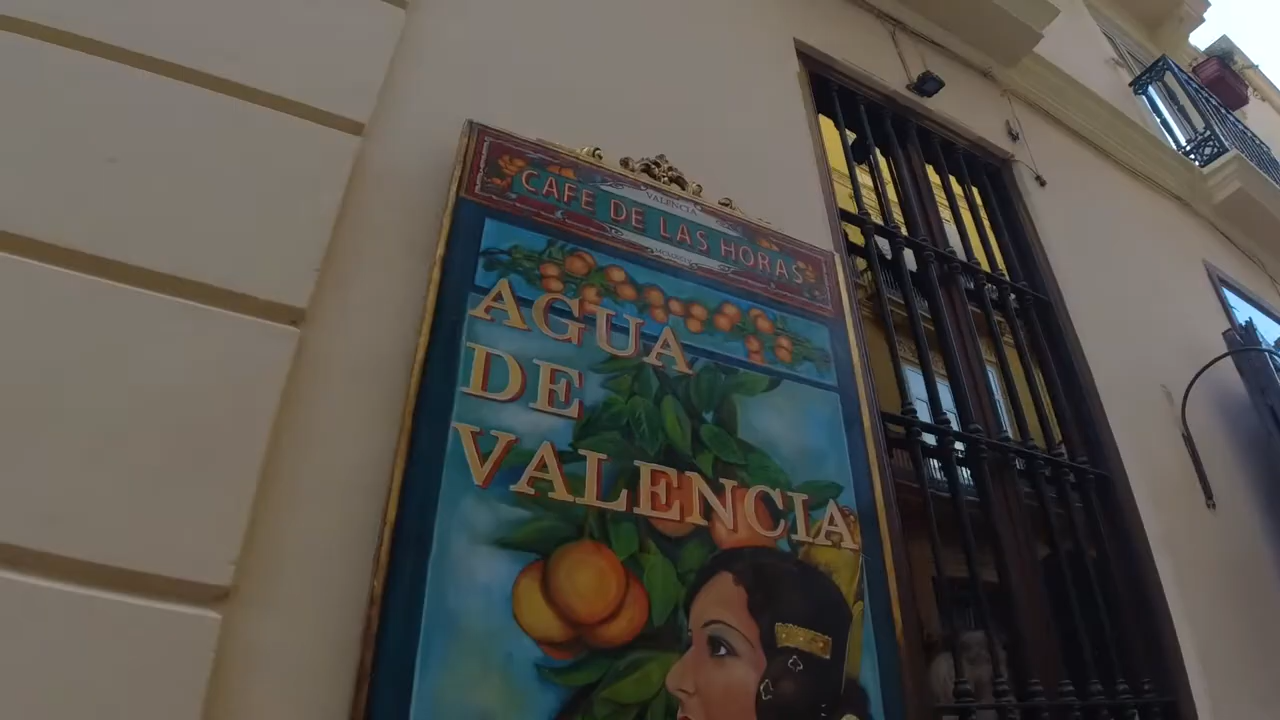 VALENCIA
CAFE DE LAS HORAS
AGUA
DE
VALENCIA